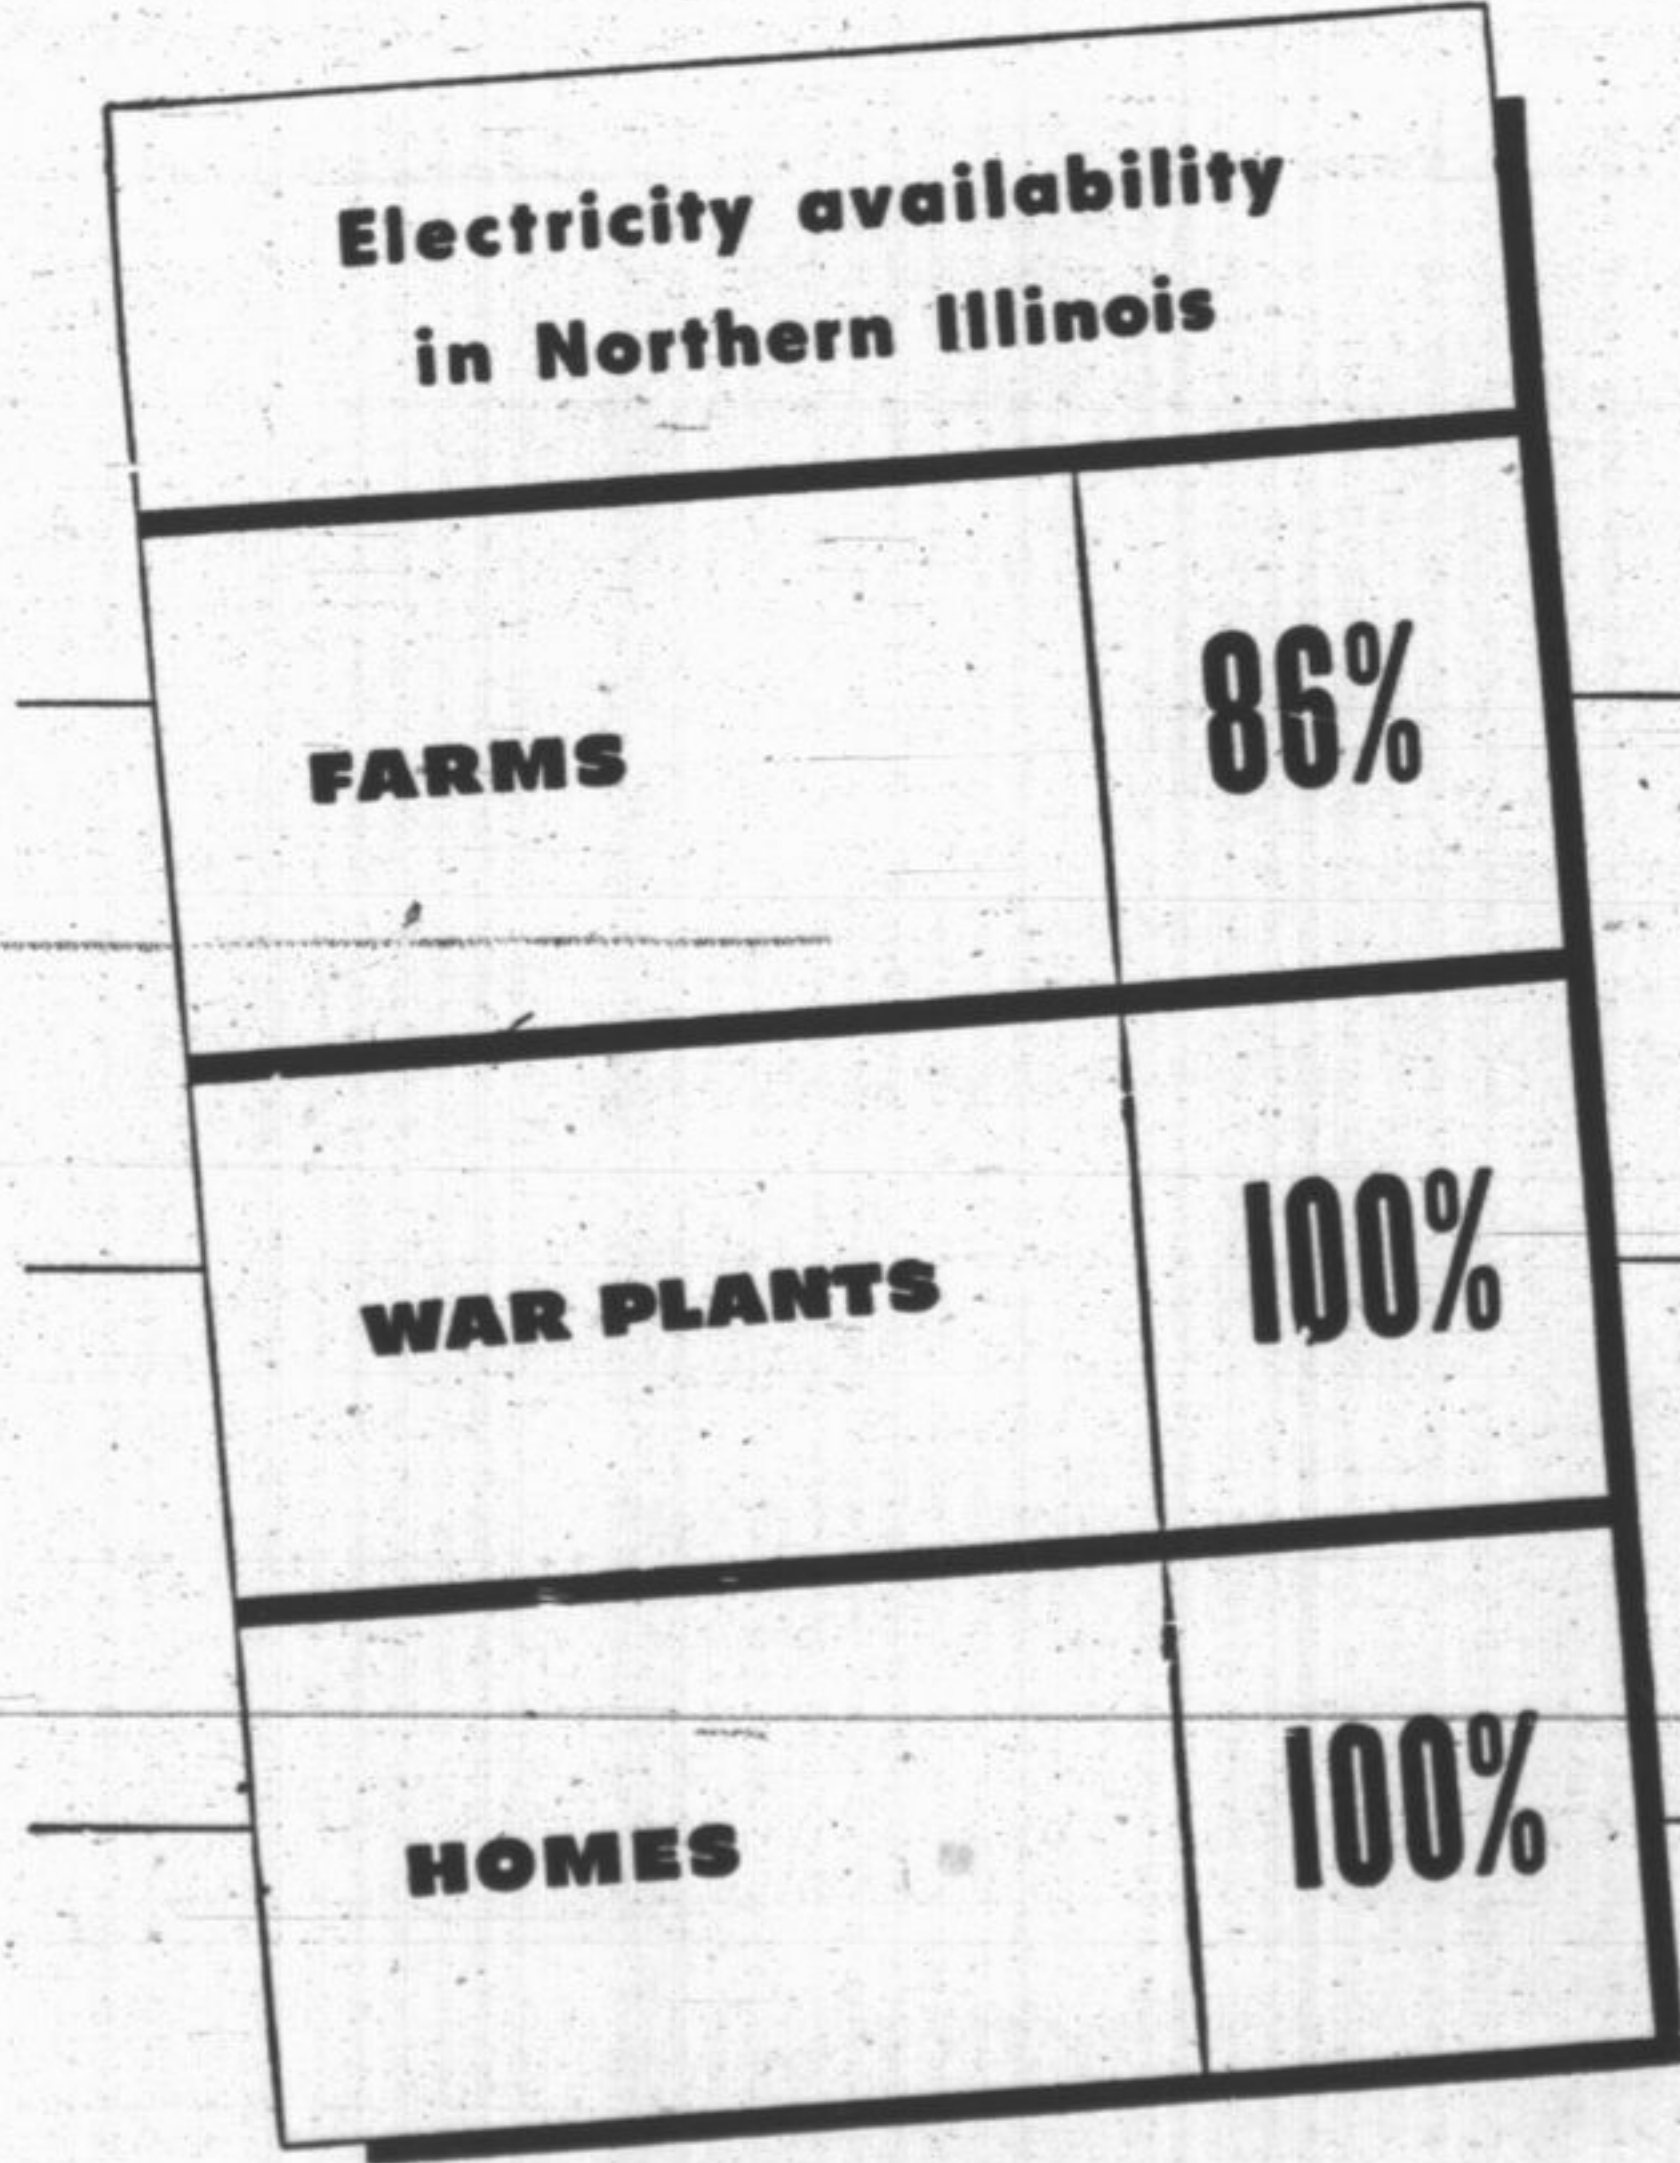 Electricity availability
in Northern Illinois
FARMS 86%
WAR PLANTS 100%
HOMES 100%